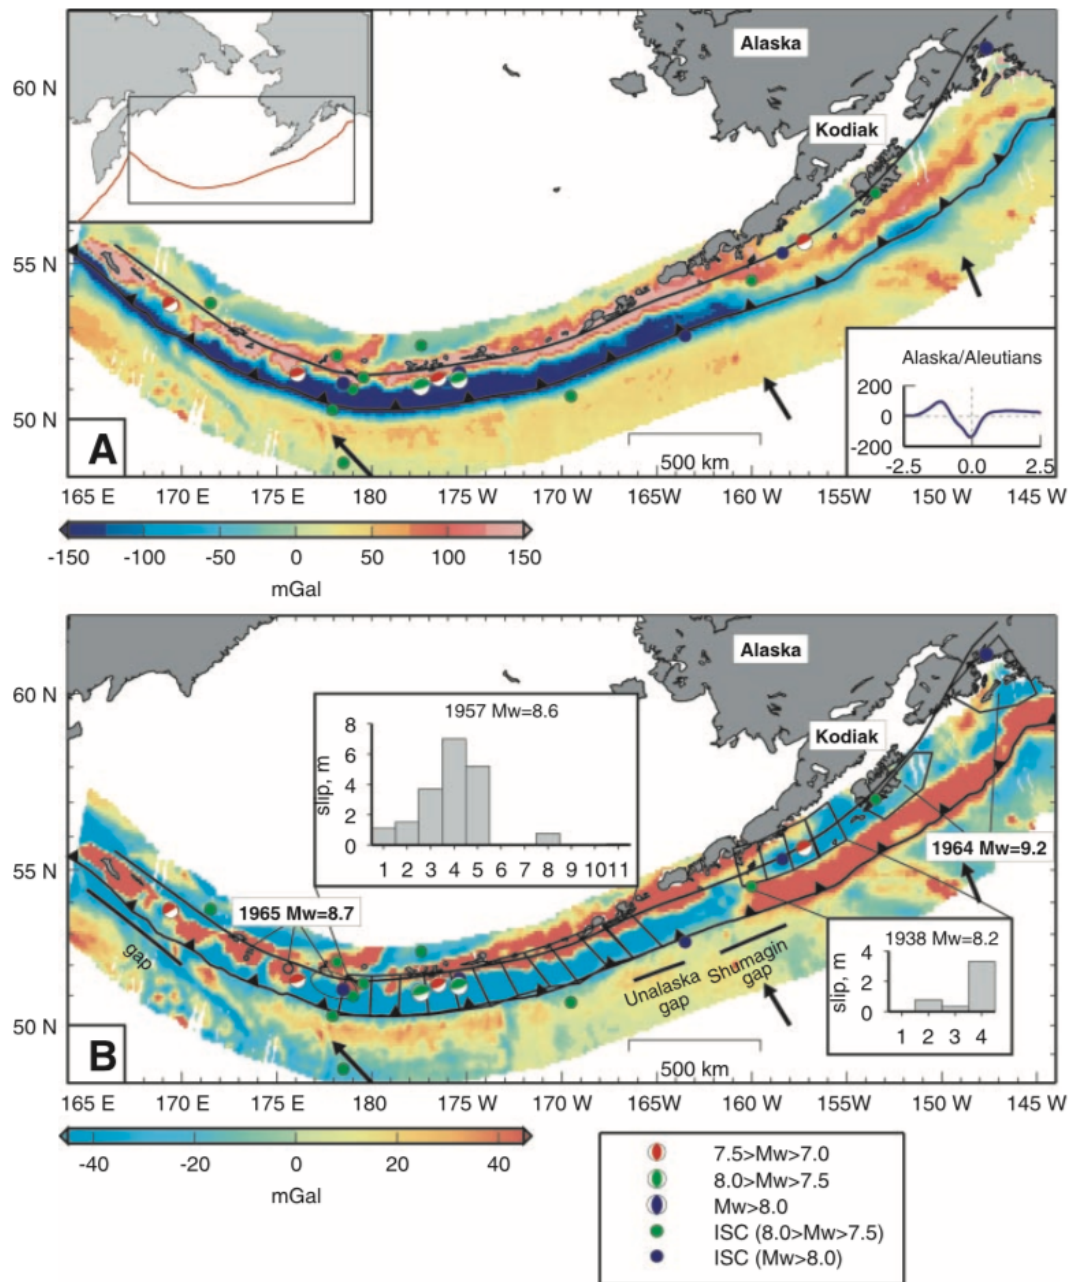 Alaska
60 N
Kodiak
55 N
Alaska/Aleutians
200
0
-200
-2.5 0.0 2.5
50 N
A
500 km
165 E 170 E 175 E 180 175 W 170 W 165 W 160 W 155W 150 W 145 W
-150 -100 -50 0 50 100 150
mGal
Alaska
60 N
1957 Mw=8.6
8
6
4
2
0
slip, m
1 2 3 4 5 6 7 8 9 1011
Kodiak
55 N
1964 Mw=9.2
1965 Mw=8.7
gap
Unalaska
gap
Shumagin
gap
1938 Mw=8.2
4
2
0
slip, m
1 2 3 4
50 N
B
500 km
165 E 170 E 175 E 180 175 W 170 W 165 W 160 W 155W 150 W 145 W
-40 -20 0 20 40
mGal
7.5>Mw>7.0
8.0>Mw>7.5
Mw>8.0
ISC (8.0>Mw>7.5)
ISC (Mw>8.0)